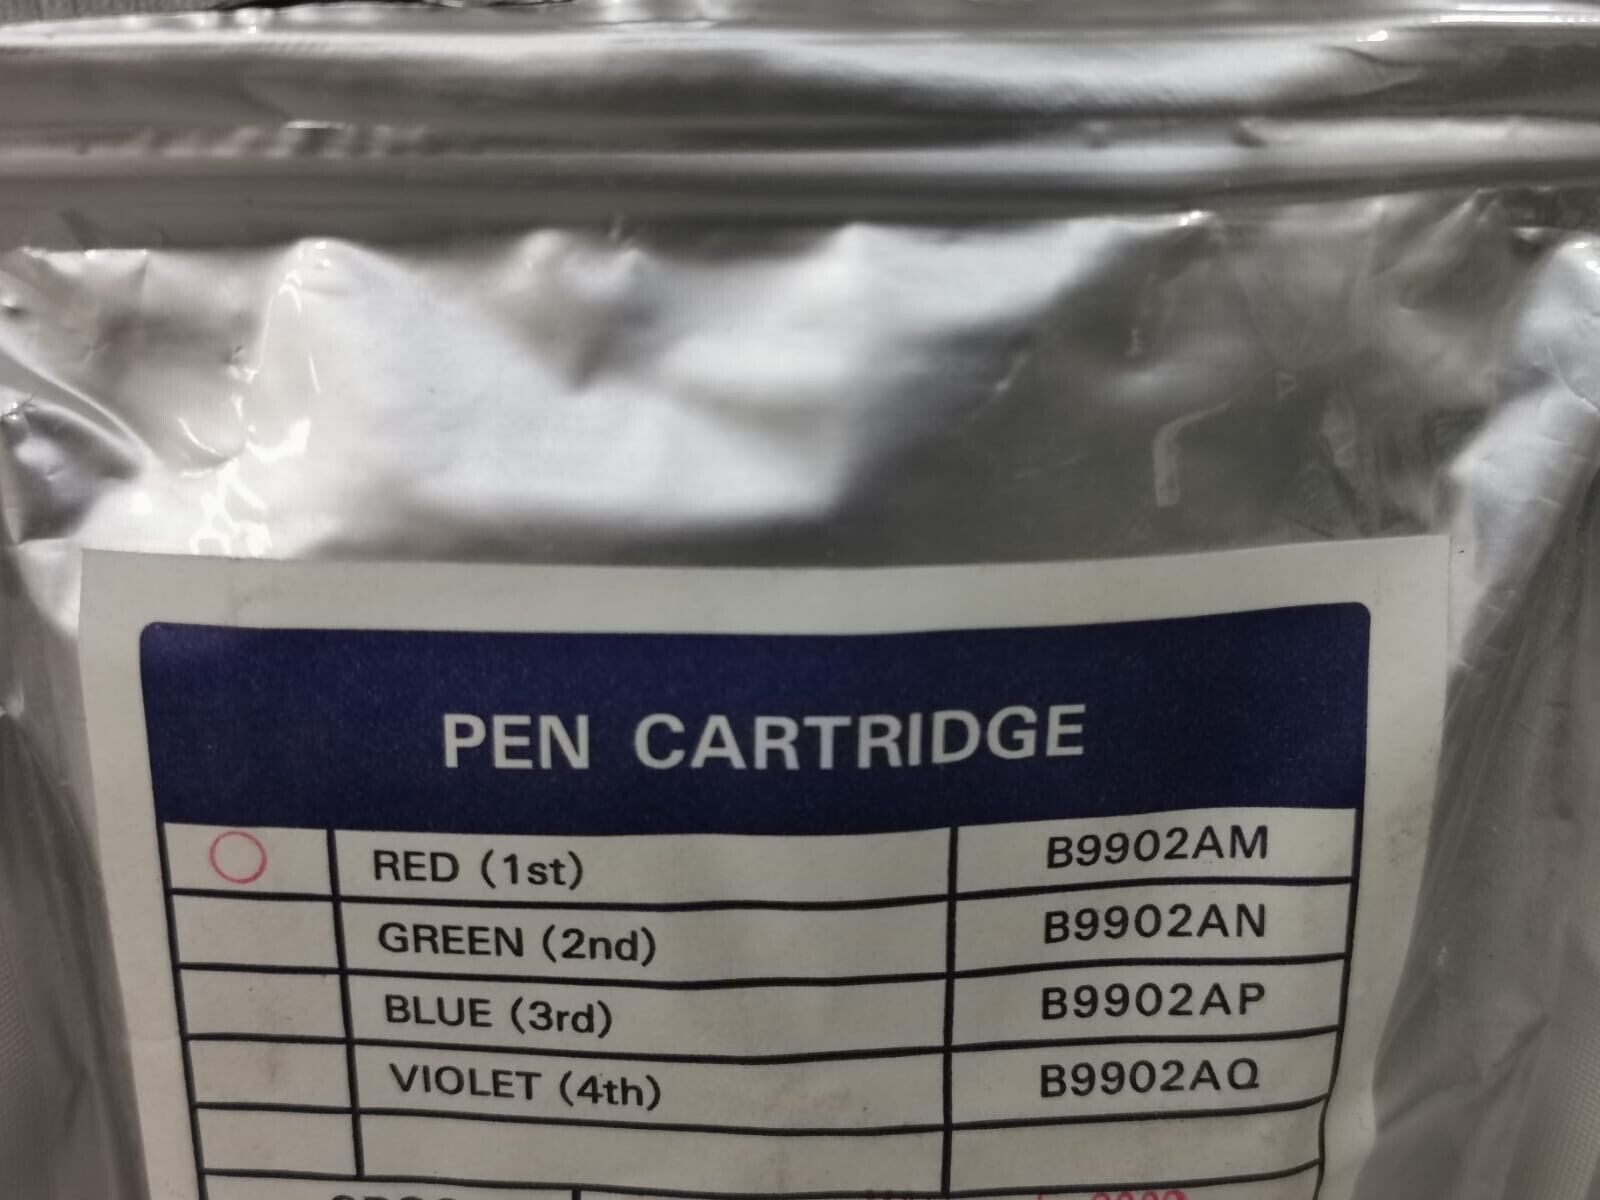 PEN CARTRIDGE
RED (1st) B9902AM
GREEN (2nd) B9902AN
BLUE (3rd) B9902AP
VIOLET (4th) B9902AQ